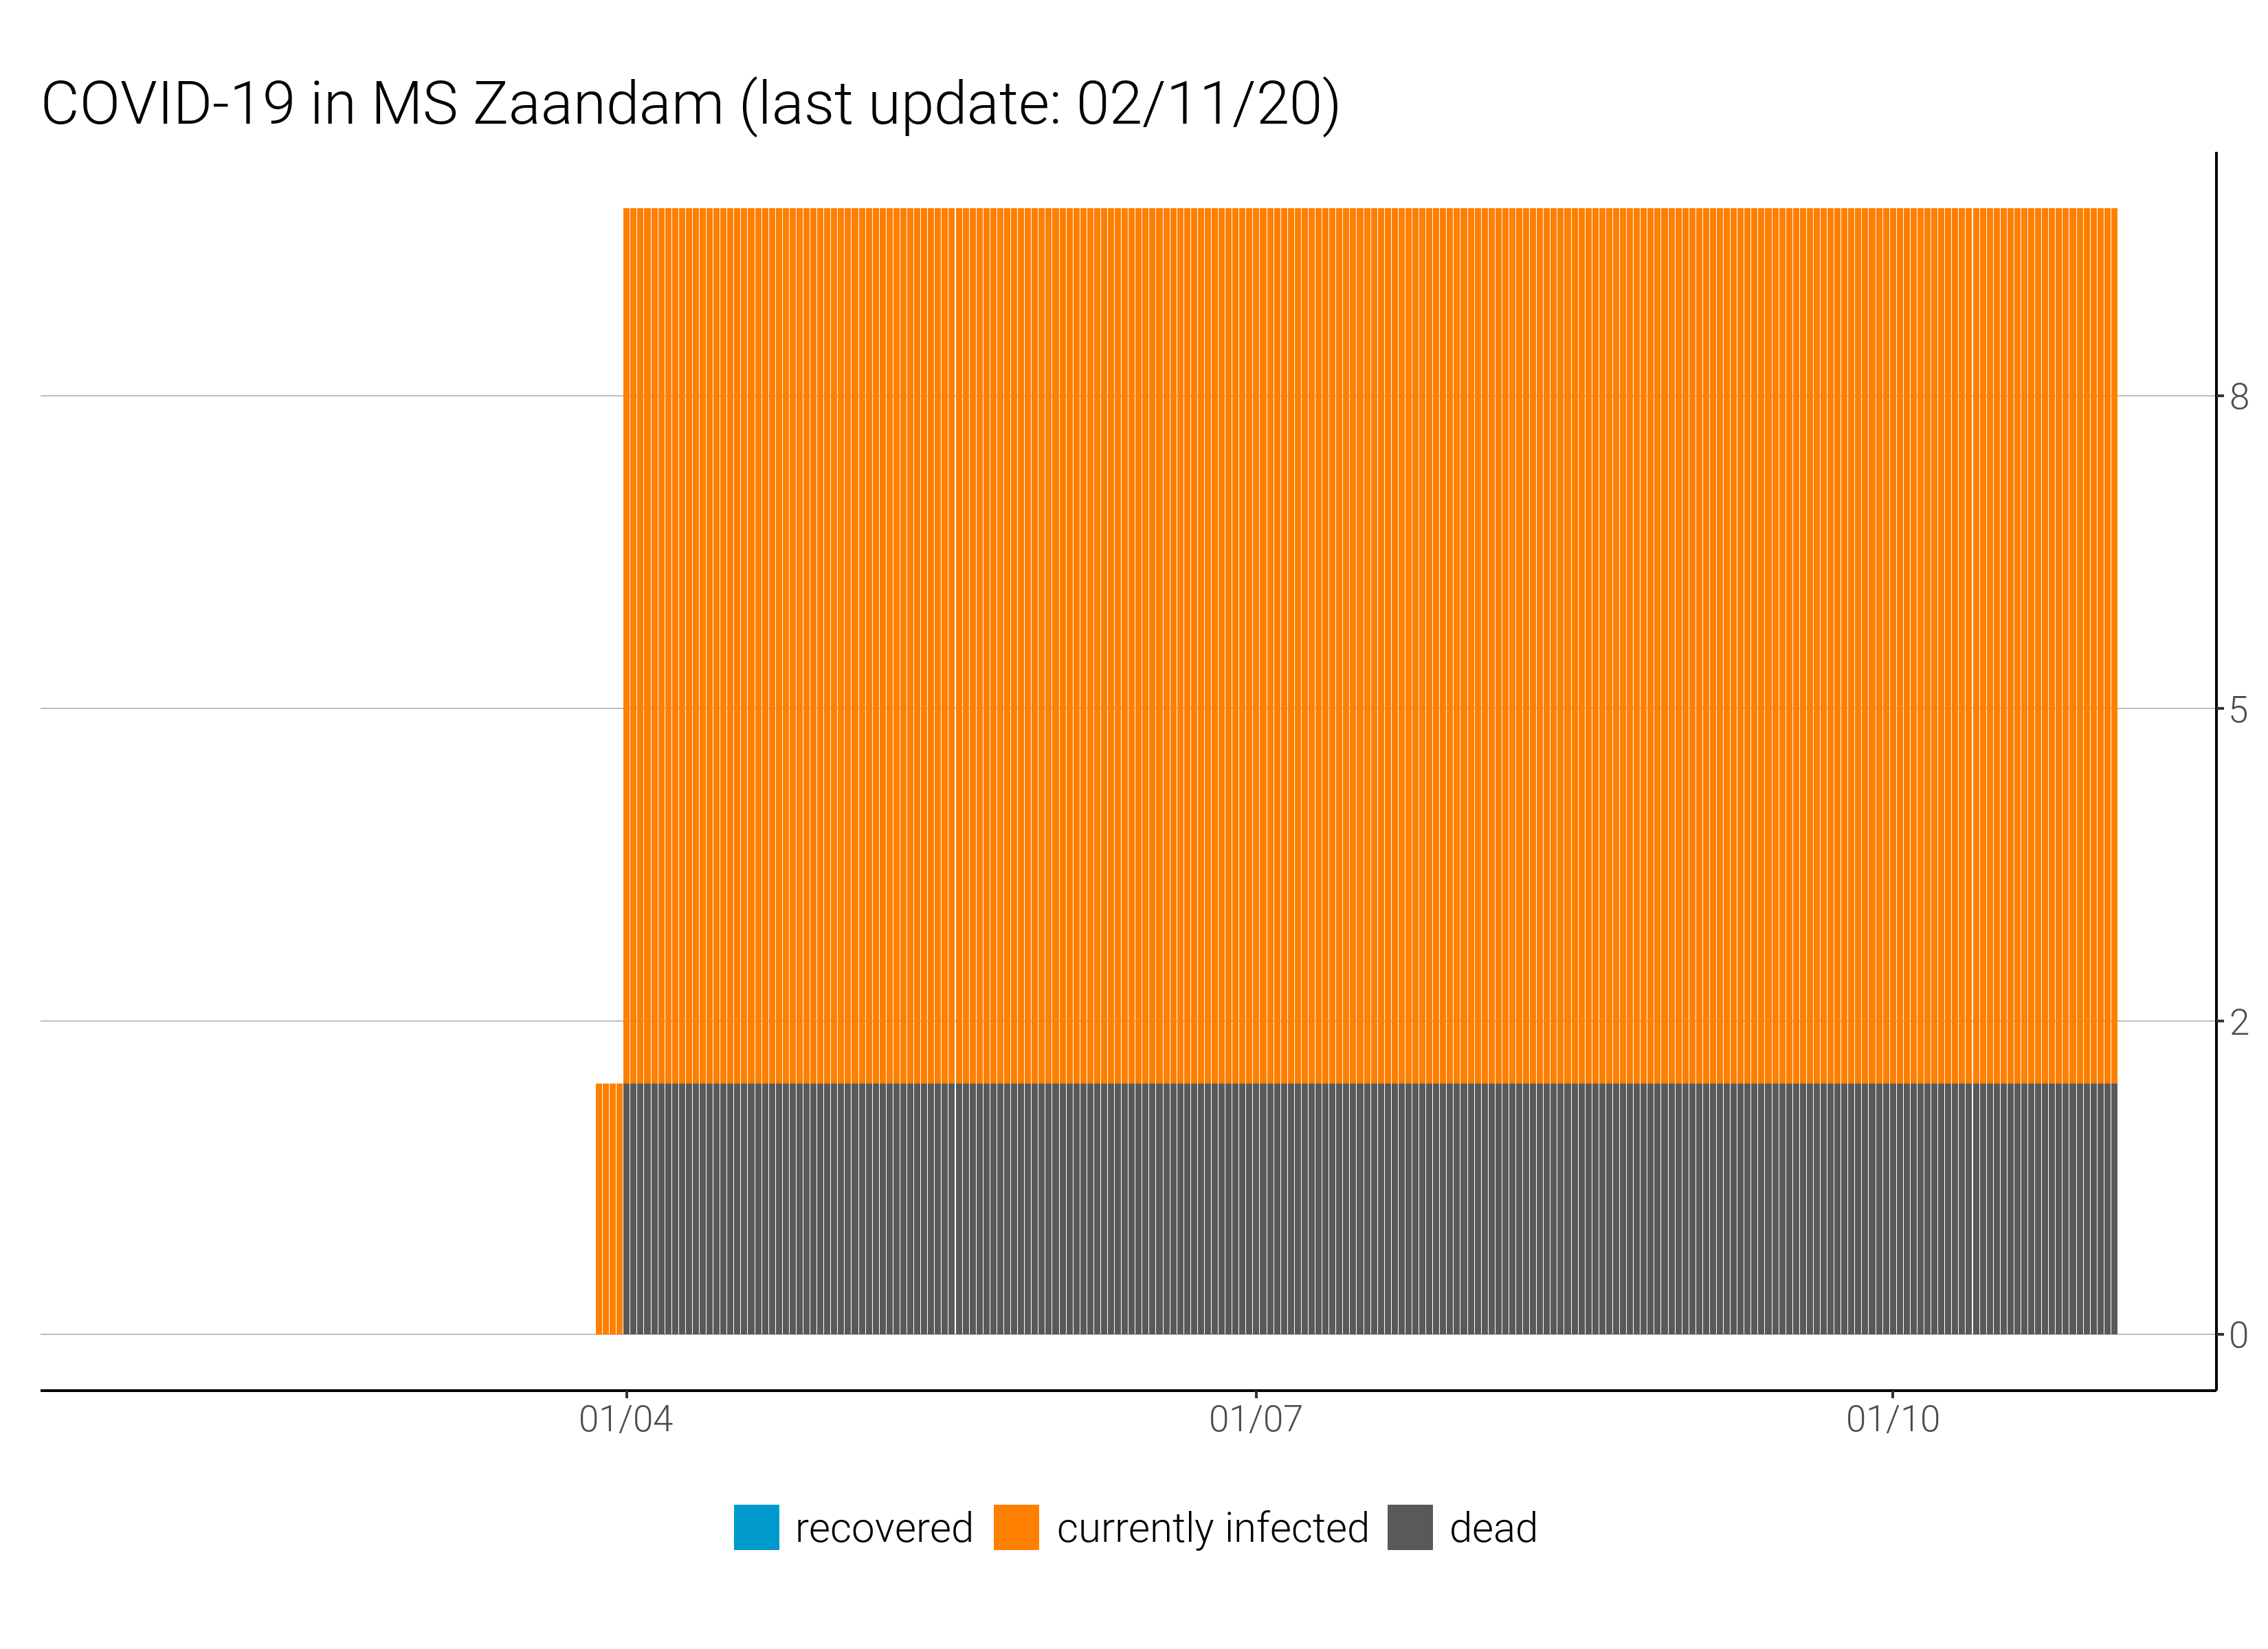 COVID-19 in MS Zaandam (last update: 02/11/20)
8
5
2
0
01/04 01/07 01/10
recovered currently infected dead